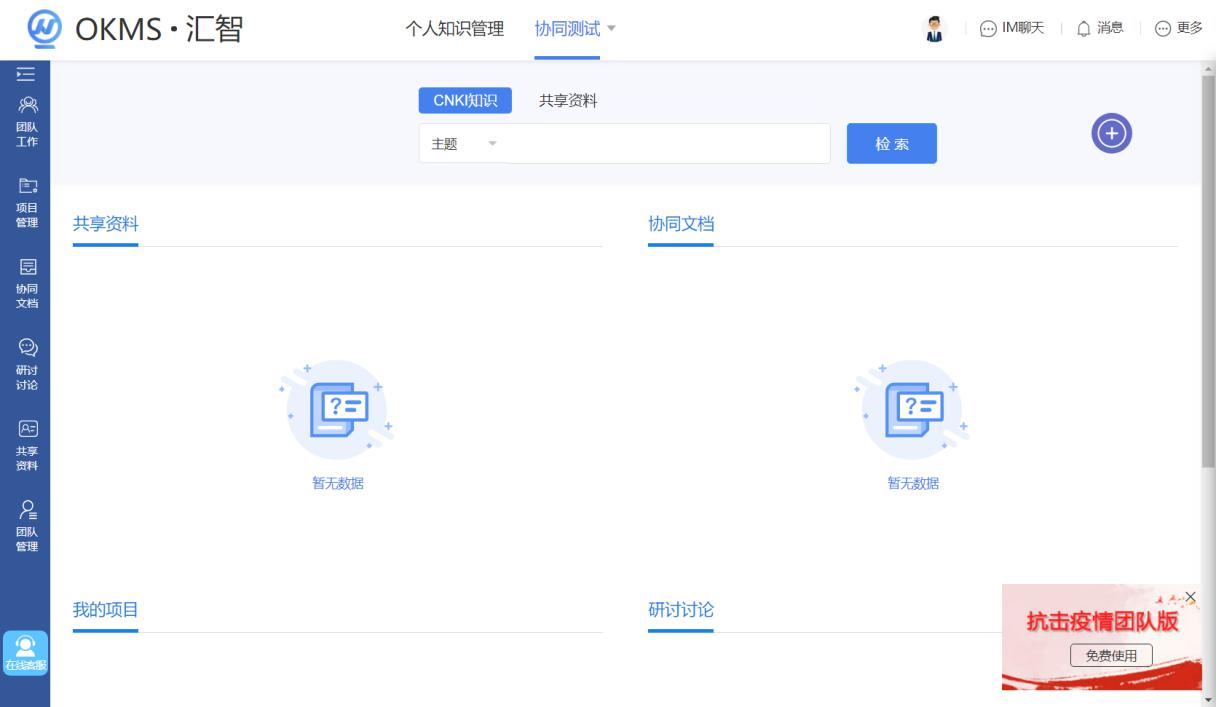 OKMS·汇智
个人知识管理
协同测试
IM聊天
消息
更多
团队
工作
项目
管理
协同
文档
研讨
讨论
共享
资料
团队
管理
在线客服
CNKI知识
共享资料
主题
检索
共享资料
暂无数据
协同文档
暂无数据
我的项目
研讨讨论
抗击疫情团队版
免费使用